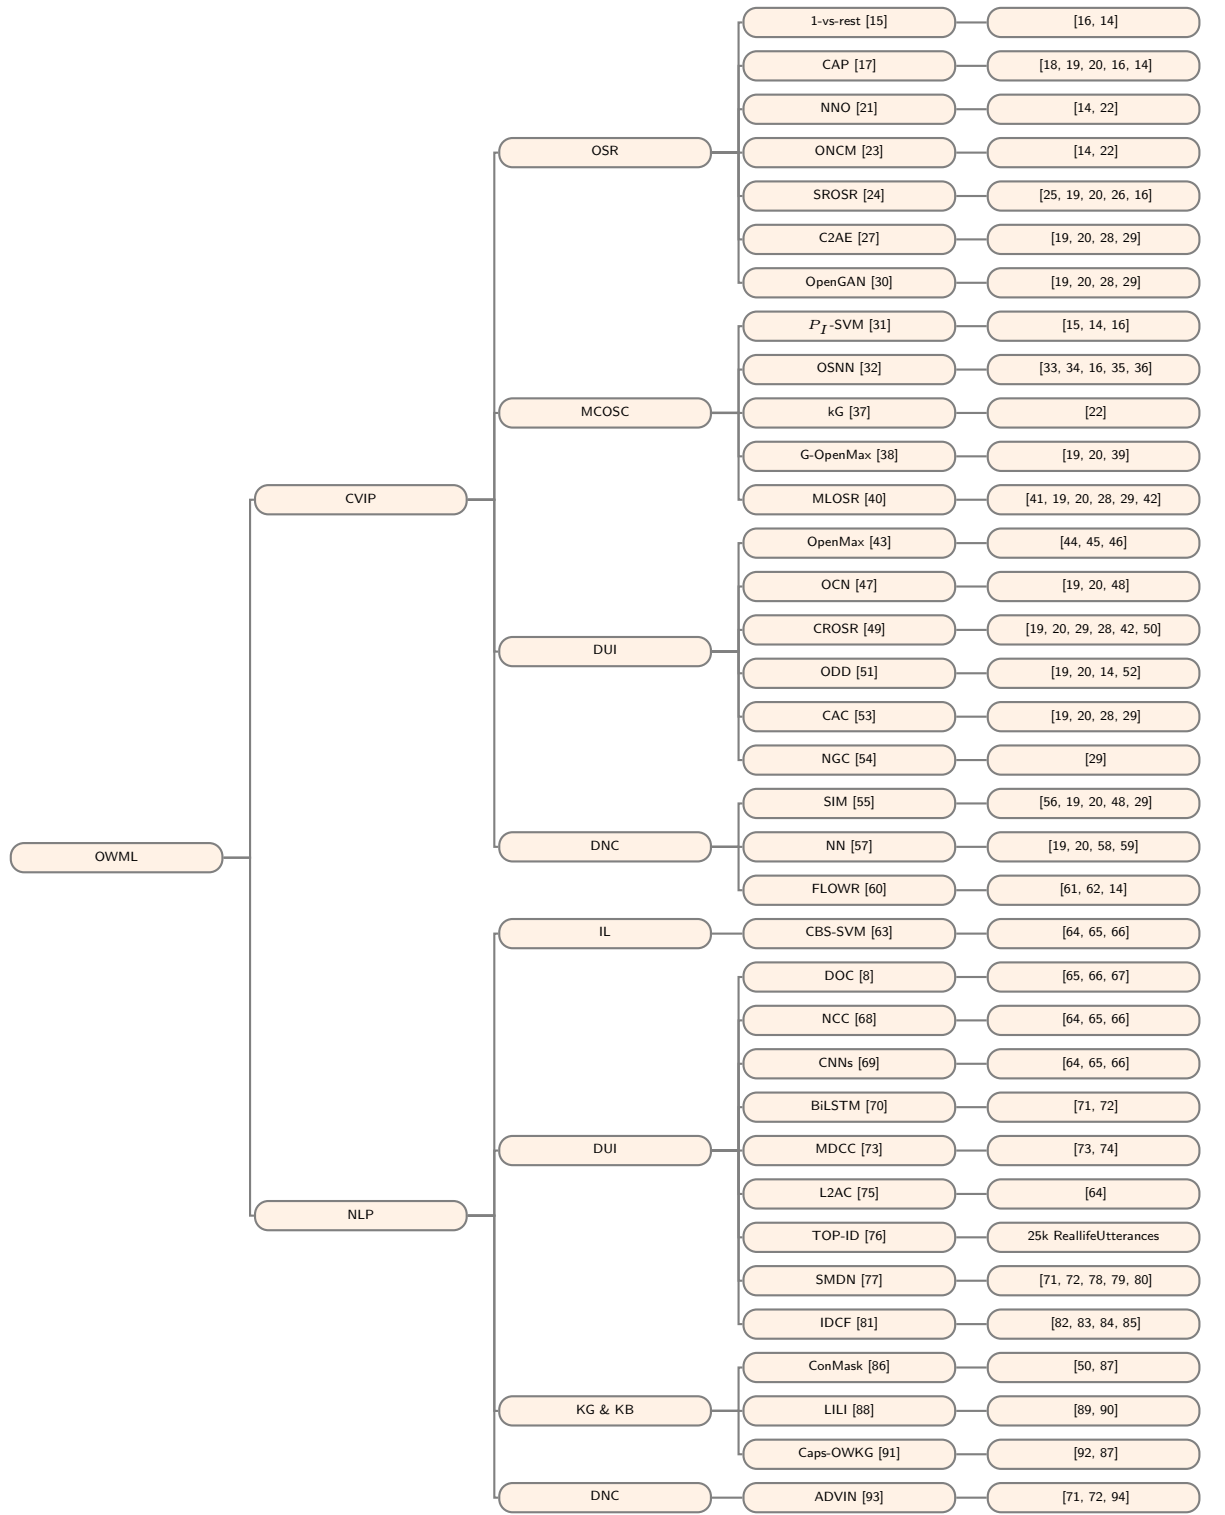 OWML
CVIP
OSR
1-vs-rest [15]
[16, 14]
CAP [17]
[18, 19, 20, 16, 14]
NNO [21]
[14, 22]
ONCM [23]
[14, 22]
SROSR [24]
[25, 19, 20, 26, 16]
C2AE [27]
[19, 20, 28, 29]
OpenGAN [30]
[19, 20, 28, 29]
MCOSC
P_I-SVM [31]
[15, 14, 16]
OSNN [32]
[33, 34, 16, 35, 36]
kG [37]
[22]
G-OpenMax [38]
[19, 20, 39]
MLOSR [40]
[41, 19, 20, 28, 29, 42]
DUI
OpenMax [43]
[44, 45, 46]
OCN [47]
[19, 20, 48]
CROSR [49]
[19, 20, 29, 28, 42, 50]
ODD [51]
[19, 20, 14, 52]
CAC [53]
[19, 20, 28, 29]
NGC [54]
[29]
DNC
SIM [55]
[56, 19, 20, 48, 29]
NN [57]
[19, 20, 58, 59]
FLOWR [60]
[61, 62, 14]
NLP
IL
CBS-SVM [63]
[64, 65, 66]
DUI
DOC [8]
[65, 66, 67]
NCC [68]
[64, 65, 66]
CNNs [69]
[64, 65, 66]
BiLSTM [70]
[71, 72]
MDCC [73]
[73, 74]
L2AC [75]
[64]
TOP-ID [76]
25k ReallifeUtterances
SMDN [77]
[71, 72, 78, 79, 80]
IDCF [81]
[82, 83, 84, 85]
KG & KB
ConMask [86]
[50, 87]
LILI [88]
[89, 90]
Caps-OWKG [91]
[92, 87]
DNC
ADVIN [93]
[71, 72, 94]